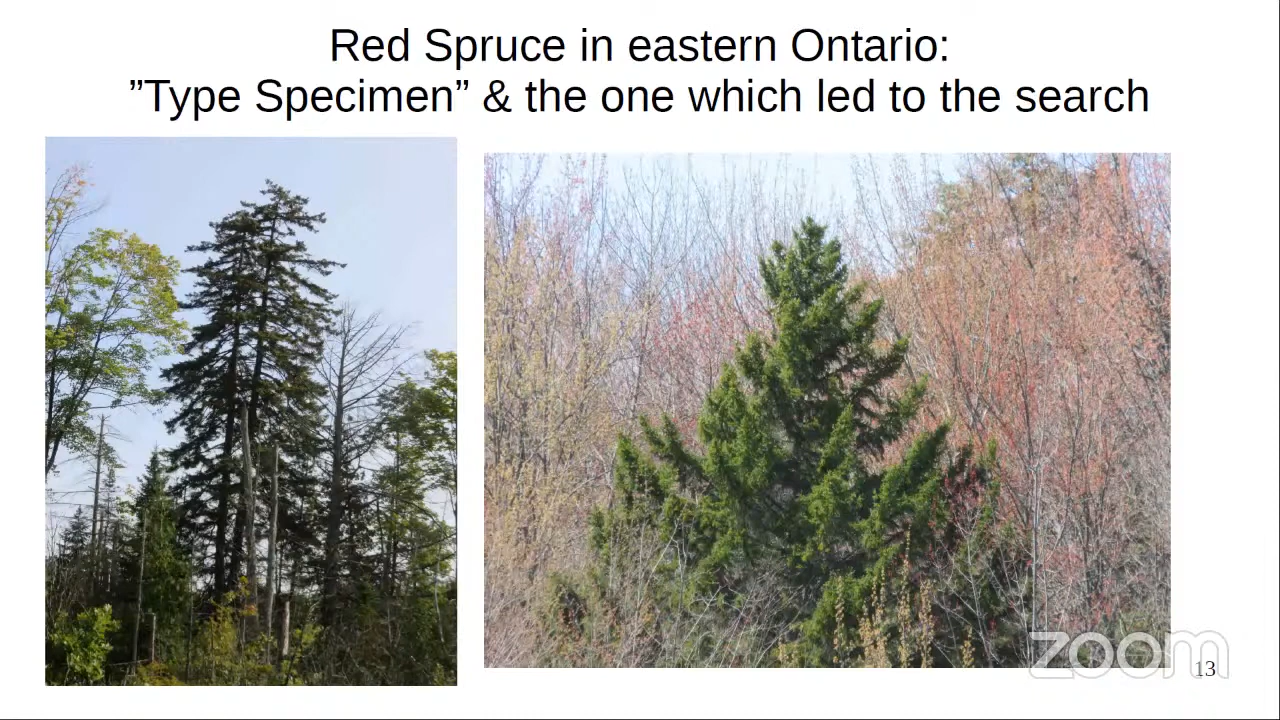 Red Spruce in eastern Ontario:
”Type Specimen” & the one which led to the search
zoom
13